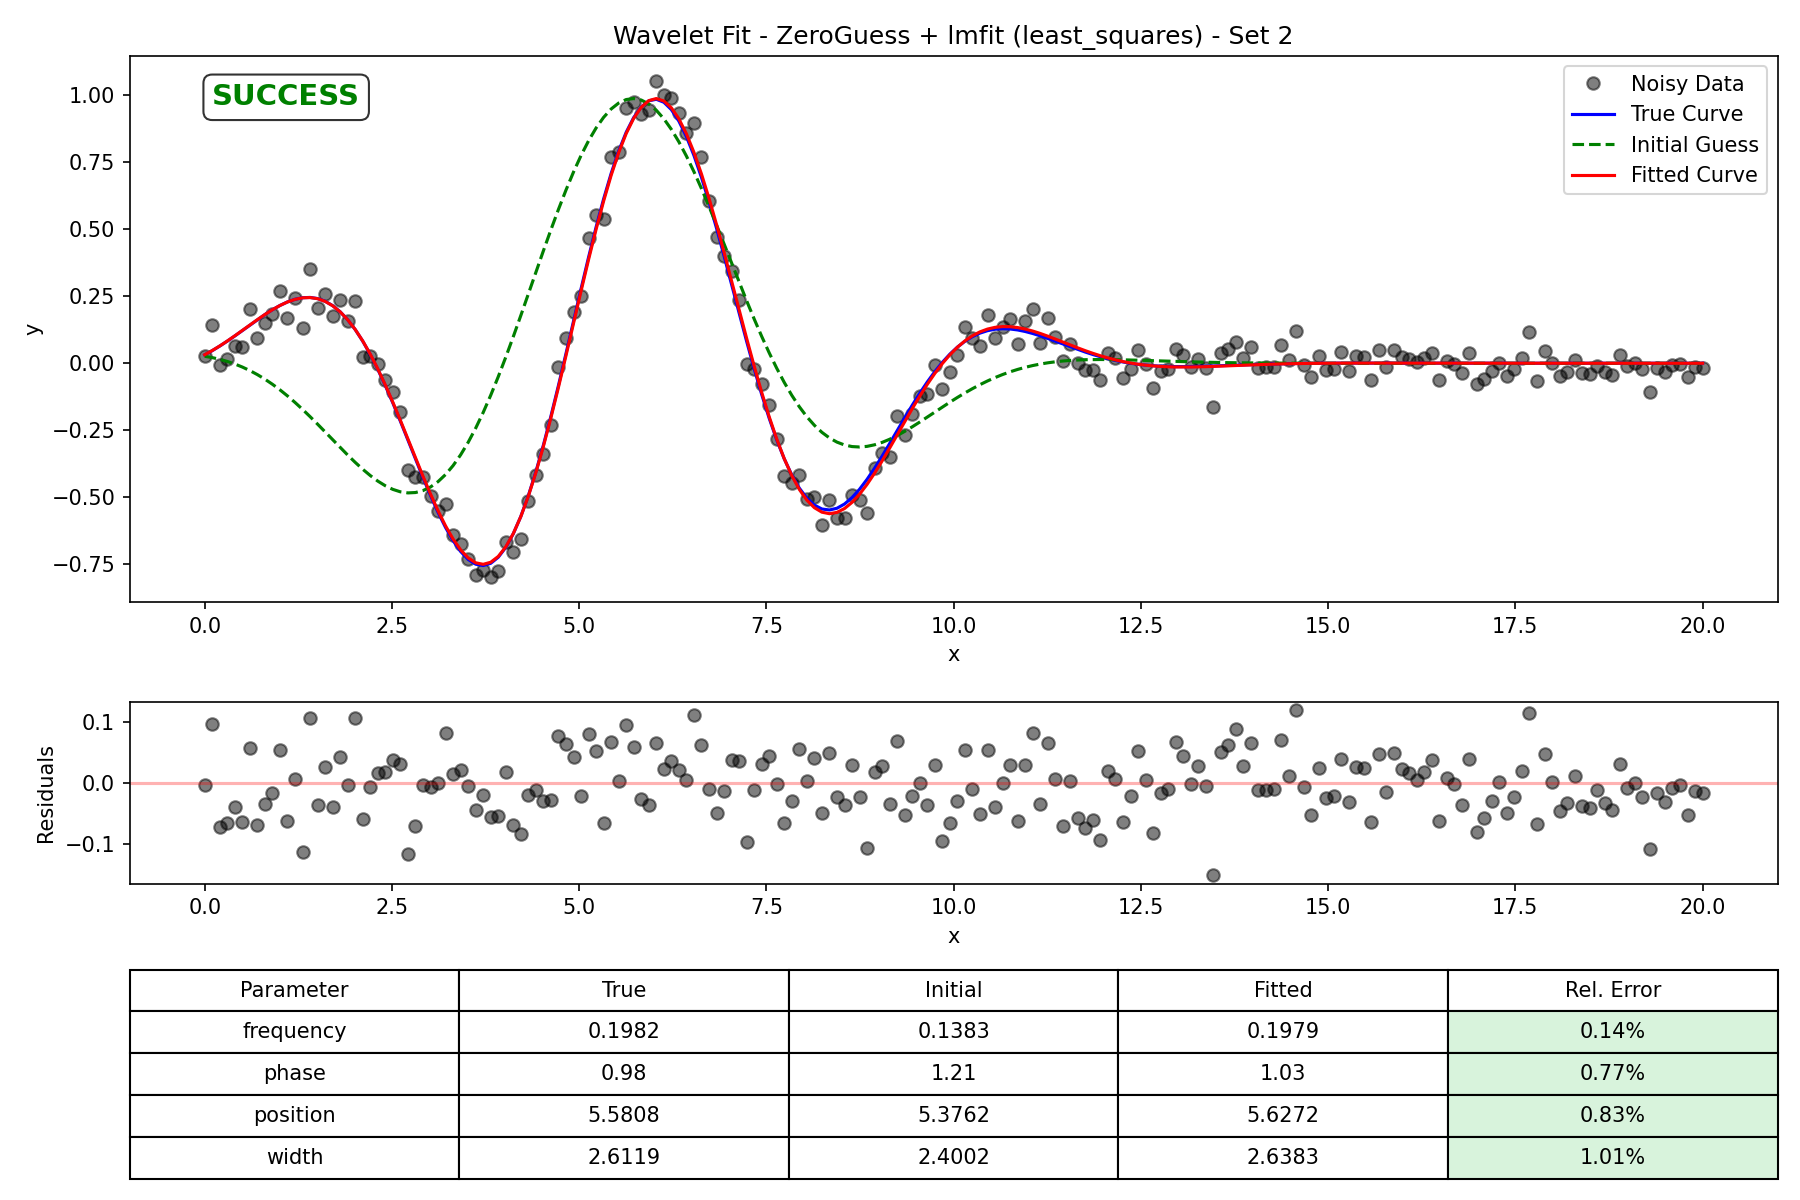 Wavelet Fit - ZeroGuess + lmfit (least_squares) - Set 2
SUCCESS
Noisy Data
True Curve
Initial Guess
Fitted Curve
1.00
0.75
0.50
0.25
0.00
−0.25
−0.50
−0.75
y
0.0 2.5 5.0 7.5 10.0 12.5 15.0 17.5 20.0
x
0.1
0.0
−0.1
Residuals
0.0 2.5 5.0 7.5 10.0 12.5 15.0 17.5 20.0
x
Parameter True Initial Fitted Rel. Error
frequency 0.1982 0.1383 0.1979 0.14%
phase 0.98 1.21 1.03 0.77%
position 5.5808 5.3762 5.6272 0.83%
width 2.6119 2.4002 2.6383 1.01%